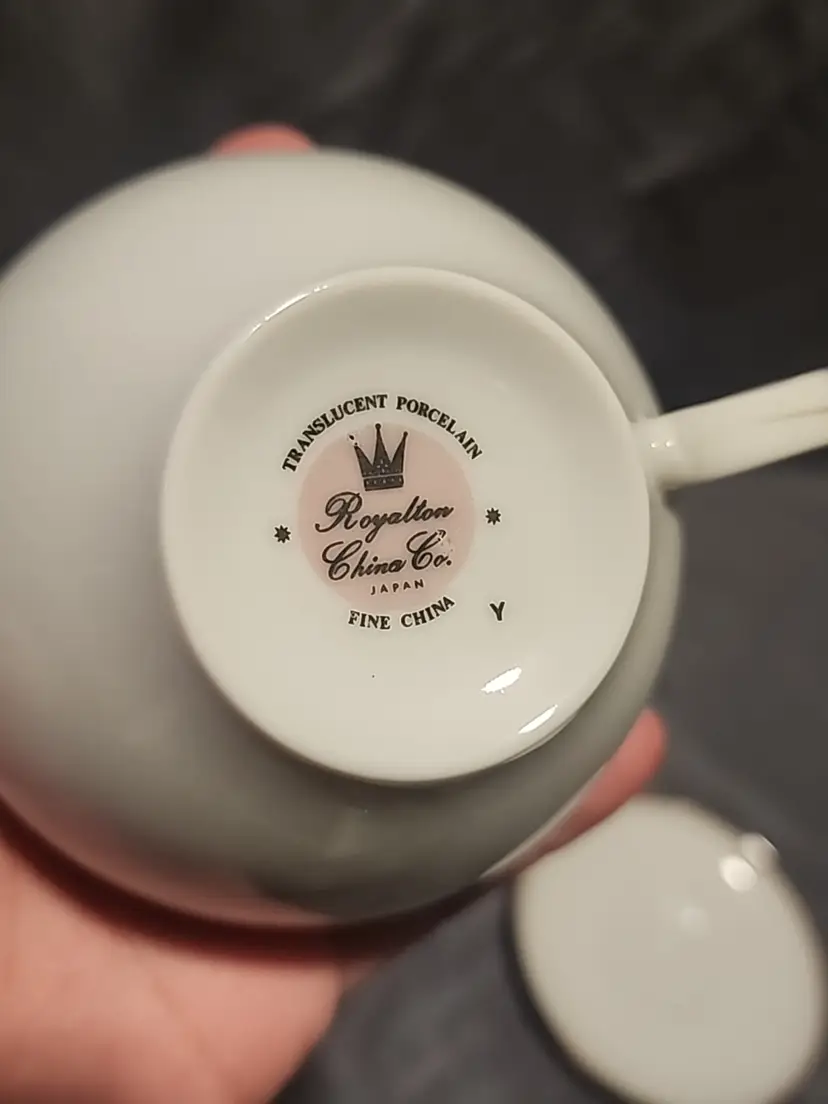 TRANSLUCENT PORCELAIN
Royalton
China Co.
JAPAN
FINE CHINA
Y